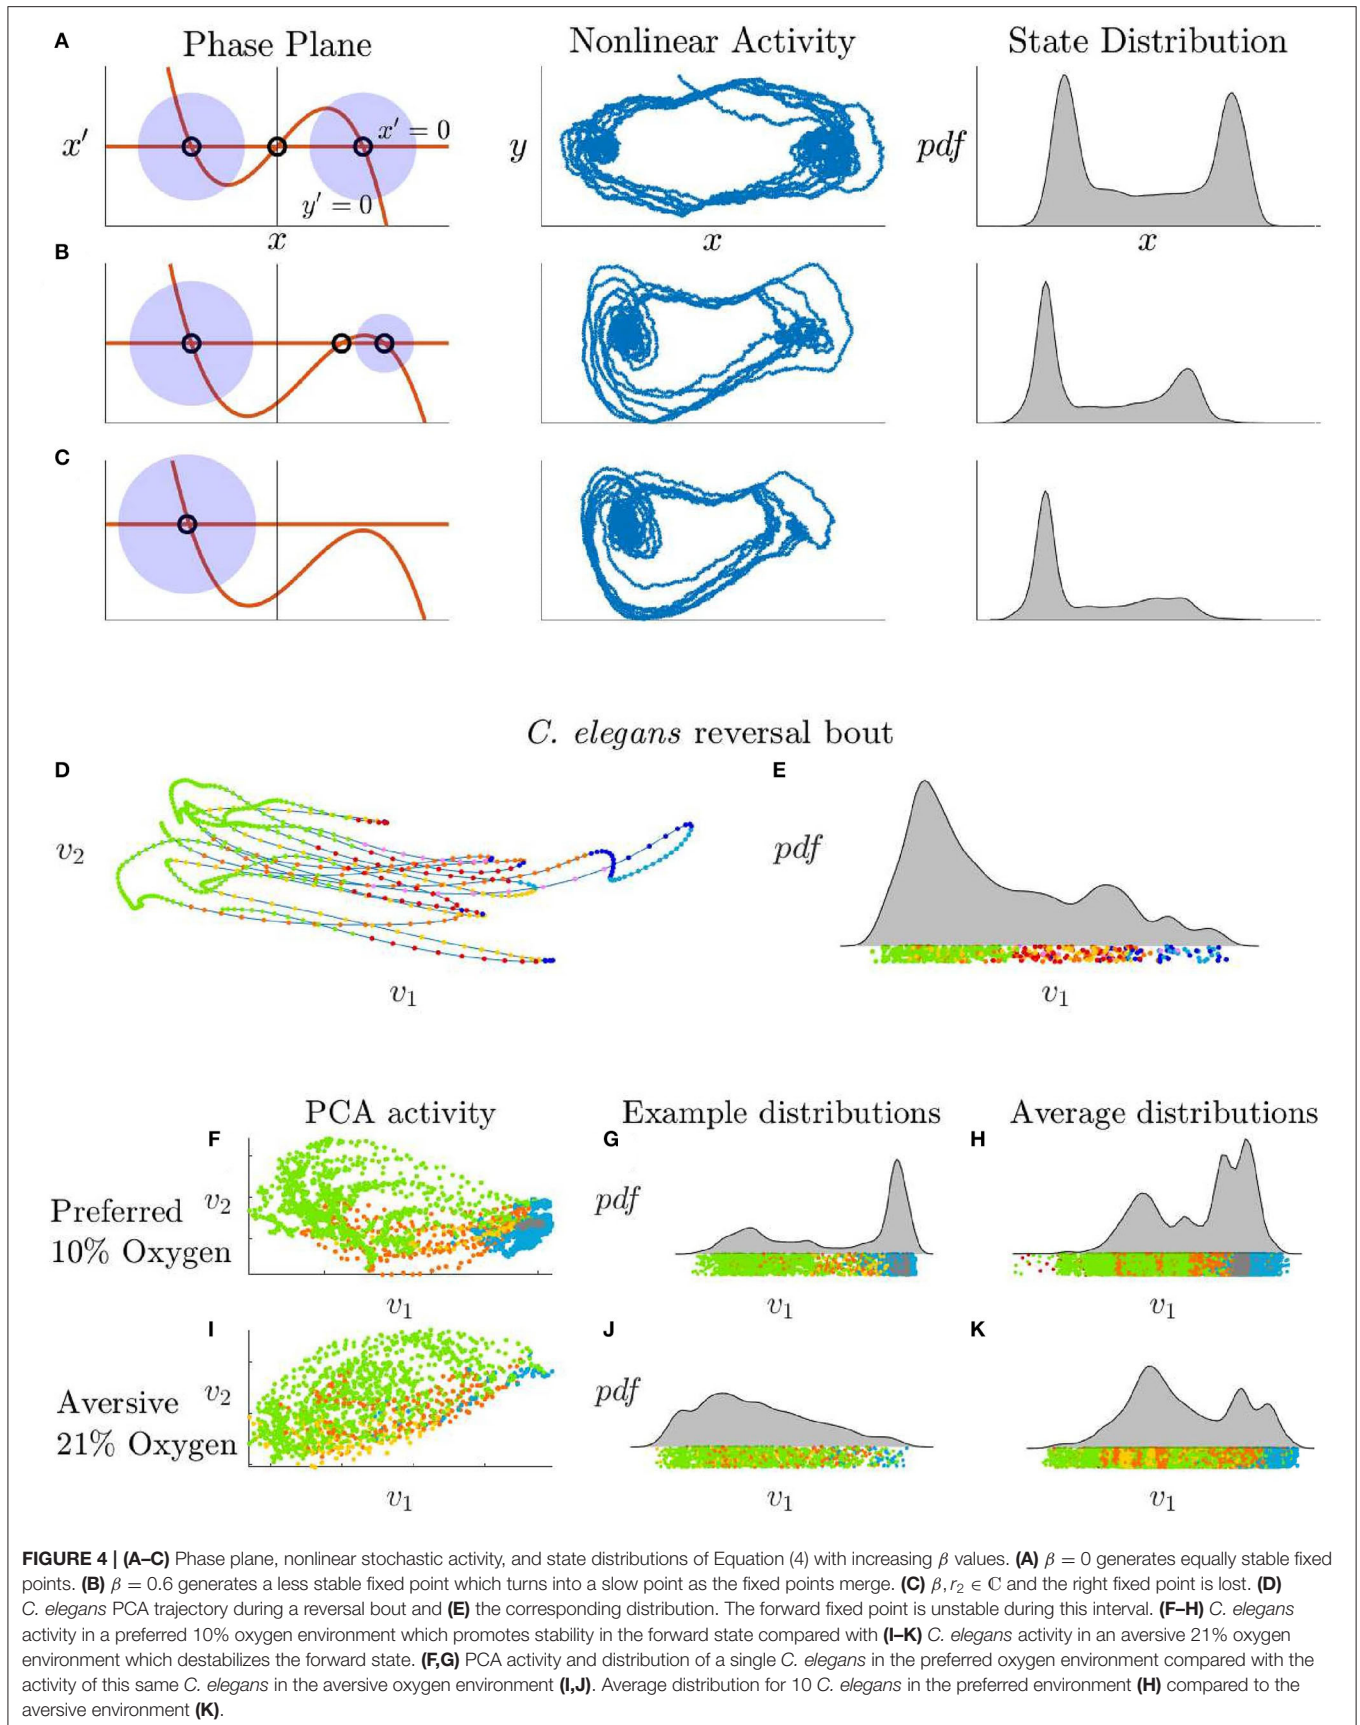 A
Phase Plane
Nonlinear Activity
State Distribution
x′
x′ = 0
y′ = 0
x
y
x
pdf
x
B
C
C. elegans reversal bout
D
v₂
v₁
E
pdf
v₁
PCA activity
Example distributions
Average distributions
F
G
H
Preferred
10% Oxygen
v₂
v₁
pdf
v₁
v₁
I
J
K
Aversive
21% Oxygen
v₂
v₁
pdf
v₁
v₁
FIGURE 4 | (A–C) Phase plane, nonlinear stochastic activity, and state distributions of Equation (4) with increasing β values. (A) β = 0 generates equally stable fixed
points. (B) β = 0.6 generates a less stable fixed point which turns into a slow point as the fixed points merge. (C) β, r₂ ∈ ℂ and the right fixed point is lost. (D)
C. elegans PCA trajectory during a reversal bout and (E) the corresponding distribution. The forward fixed point is unstable during this interval. (F–H) C. elegans
activity in a preferred 10% oxygen environment which promotes stability in the forward state compared with (I–K) C. elegans activity in an aversive 21% oxygen
environment which destabilizes the forward state. (F,G) PCA activity and distribution of a single C. elegans in the preferred oxygen environment compared with the
activity of this same C. elegans in the aversive oxygen environment (I,J). Average distribution for 10 C. elegans in the preferred environment (H) compared to the
aversive environment (K).